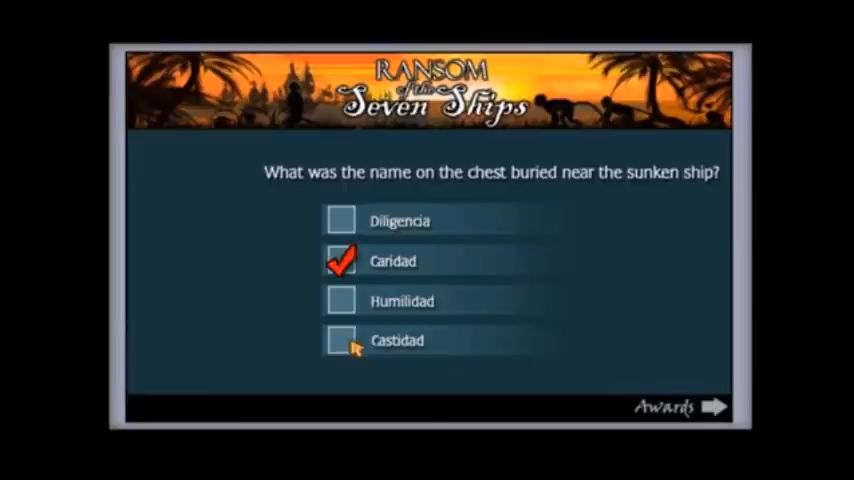 RANSOM
of the
Seven Ships
What was the name on the chest buried near the sunken ship?
Diligencia
Caridad
Humilidad
Castidad
Awards